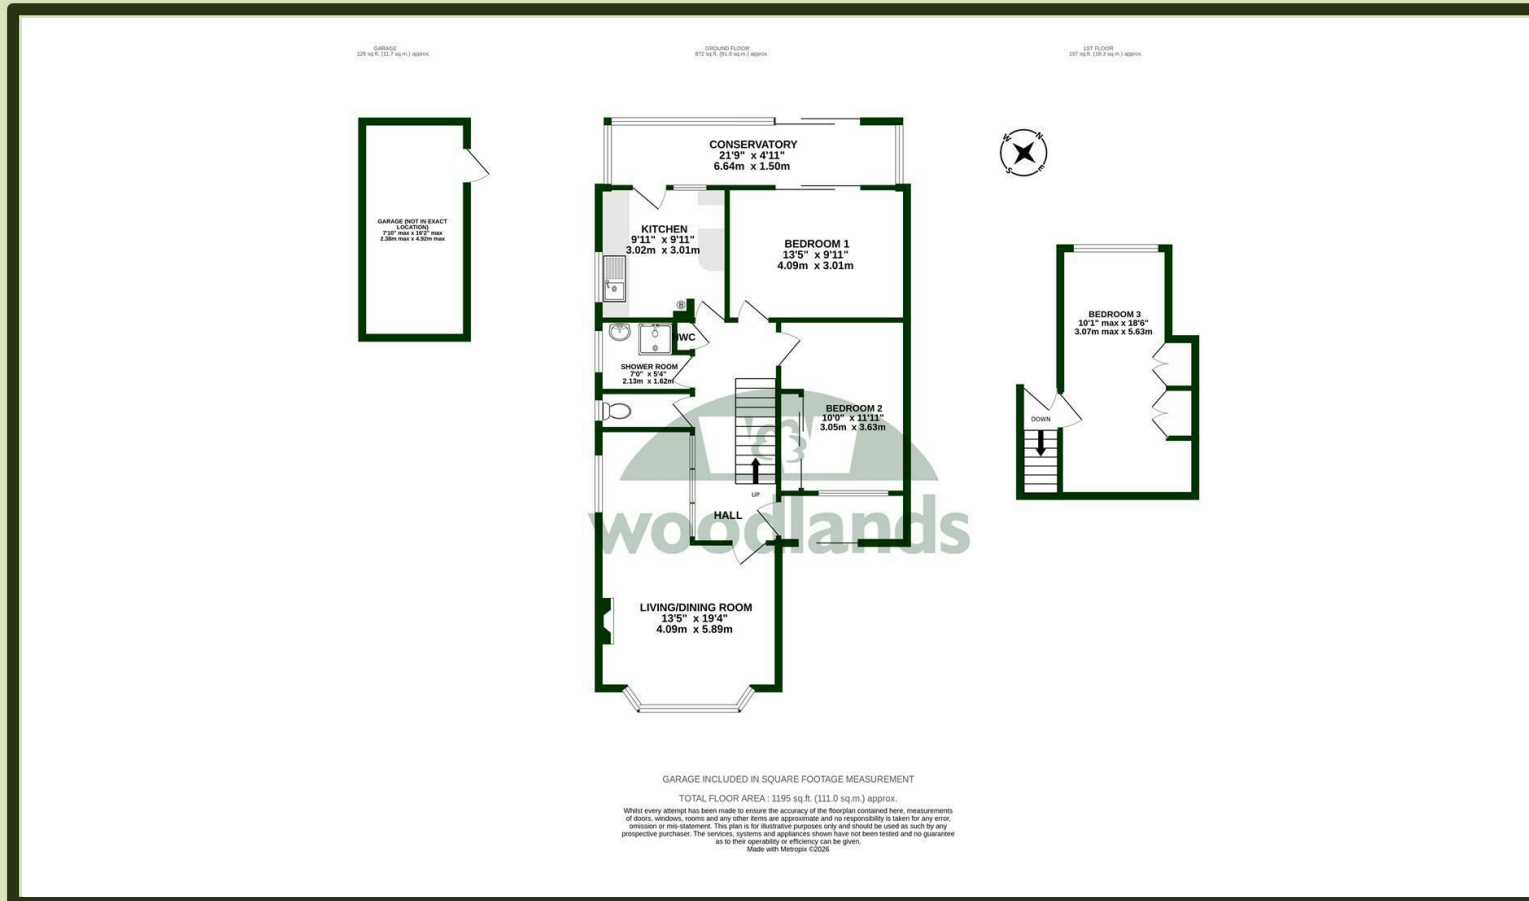 GARAGE
126 sq.ft. (11.7 sq.m.) approx.
GROUND FLOOR
872 sq.ft. (81.0 sq.m.) approx.
1ST FLOOR
197 sq.ft. (18.3 sq.m.) approx.
CONSERVATORY
21'9" x 4'11"
6.64m x 1.50m
N
E
S
W
GARAGE (NOT IN EXACT
LOCATION)
7'10" max x 16'2" max
2.38m max x 4.92m max
KITCHEN
9'11" x 9'11"
3.02m x 3.01m
BEDROOM 1
13'5" x 9'11"
4.09m x 3.01m
B
HWC
SHOWER ROOM
7'0" x 5'4"
2.13m x 1.62m
BEDROOM 3
10'1" max x 18'6"
3.07m max x 5.63m
BEDROOM 2
10'0" x 11'11"
3.05m x 3.63m
DOWN
UP
HALL
woodlands
LIVING/DINING ROOM
13'5" x 19'4"
4.09m x 5.89m
GARAGE INCLUDED IN SQUARE FOOTAGE MEASUREMENT
TOTAL FLOOR AREA : 1195 sq.ft. (111.0 sq.m.) approx.
Whilst every attempt has been made to ensure the accuracy of the floorplan contained here, measurements
of doors, windows, rooms and any other items are approximate and no responsibility is taken for any error,
omission or mis-statement. This plan is for illustrative purposes only and should be used as such by any
prospective purchaser. The services, systems and appliances shown have not been tested and no guarantee
as to their operability or efficiency can be given.
Made with Metropix ©2026